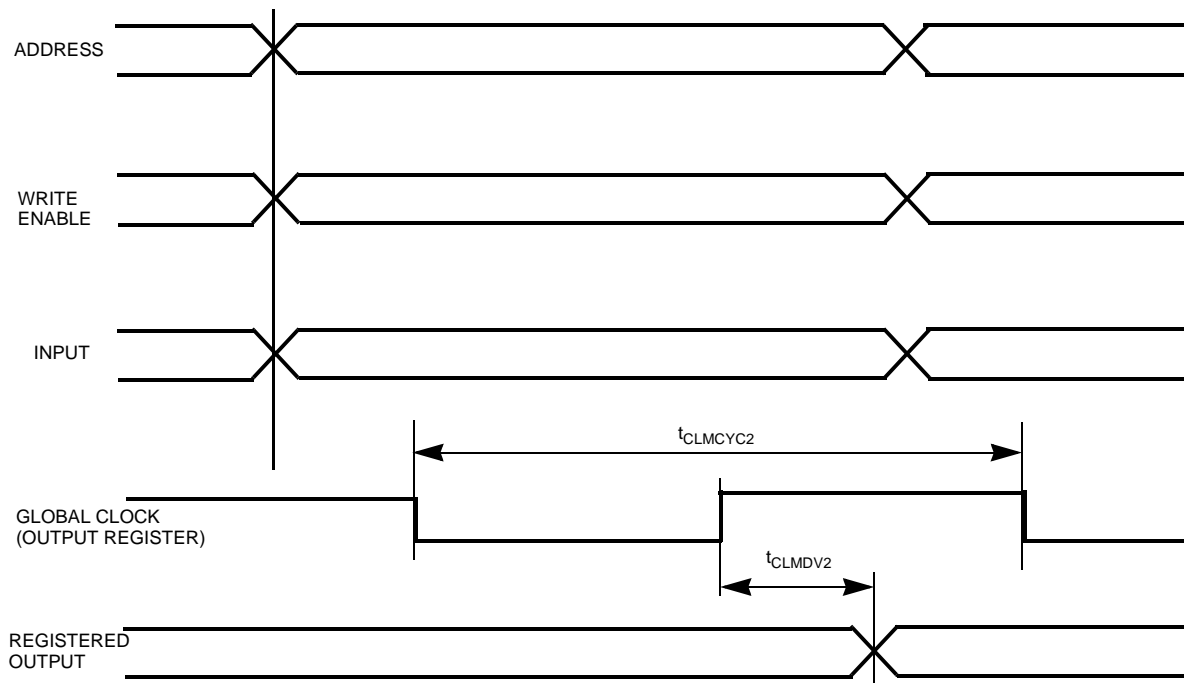 ADDRESS
WRITE
ENABLE
INPUT
tCLMCYC2
GLOBAL CLOCK
(OUTPUT REGISTER)
tCLMDV2
REGISTERED
OUTPUT